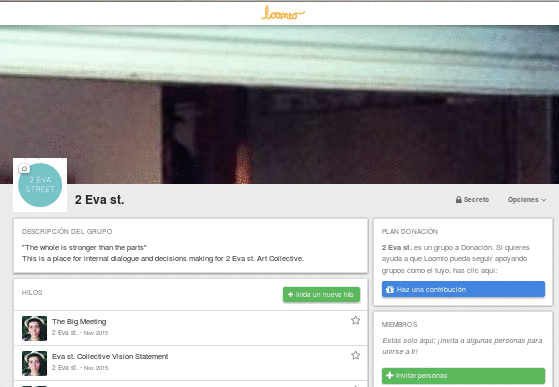 loomio
2 EVA
STREET
2 Eva st.
Secreto
Opciones
DESCRIPCIÓN DEL GRUPO
"The whole is stronger than the parts"
This is a place for internal dialogue and decisions making for 2 Eva st. Art Collective.
HILOS
Inicia un nuevo hilo
The Big Meeting
2 Eva st. · Nov 2015
Eva st. Collective Vision Statement
2 Eva st. · Nov 2015
PLAN DONACIÓN
2 Eva st. es un grupo a Donación. Si quieres
ayuda a que Loomio pueda seguir apoyando
grupos como el tuyo, has clic aquí:
Haz una contribución
MIEMBROS
Estás solo aquí: ¡invita a algunas personas para
unirse a ti!
Invitar personas